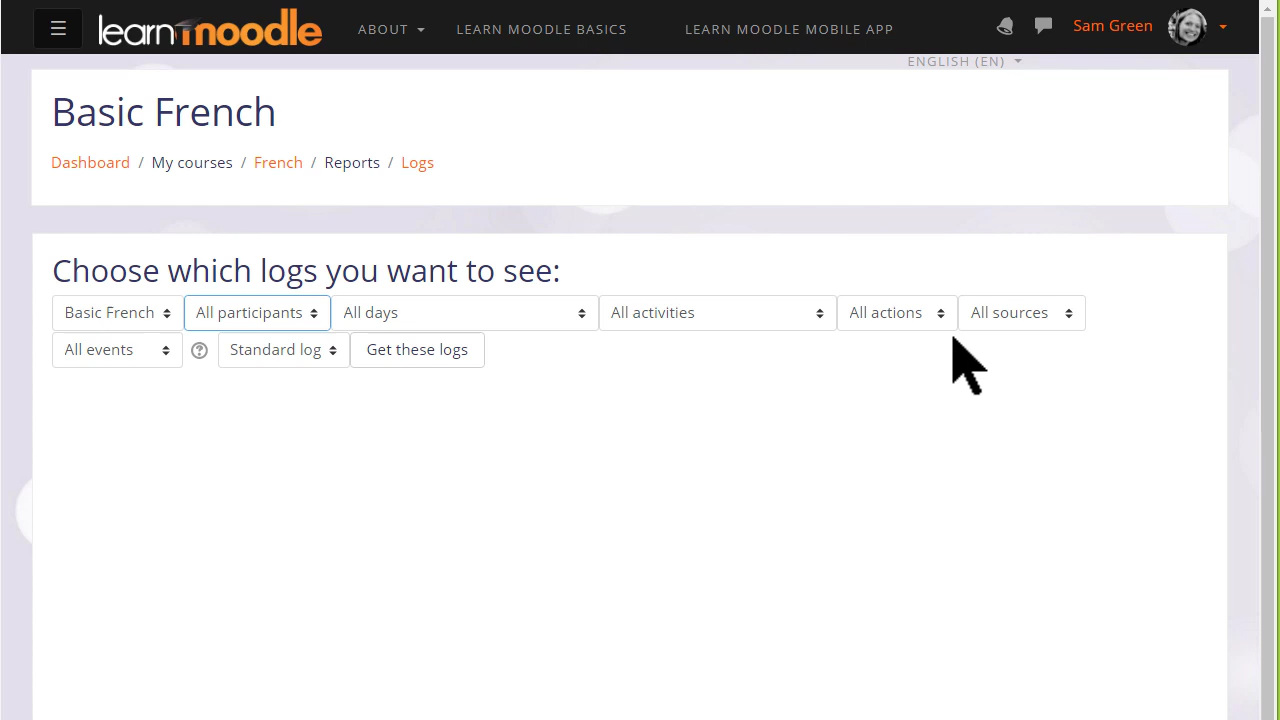 ☰ learn moodle ABOUT LEARN MOODLE BASICS LEARN MOODLE MOBILE APP Sam Green
ENGLISH (EN)
Basic French
Dashboard / My courses / French / Reports / Logs
Choose which logs you want to see:
Basic French All participants All days All activities All actions All sources
All events ? Standard log Get these logs